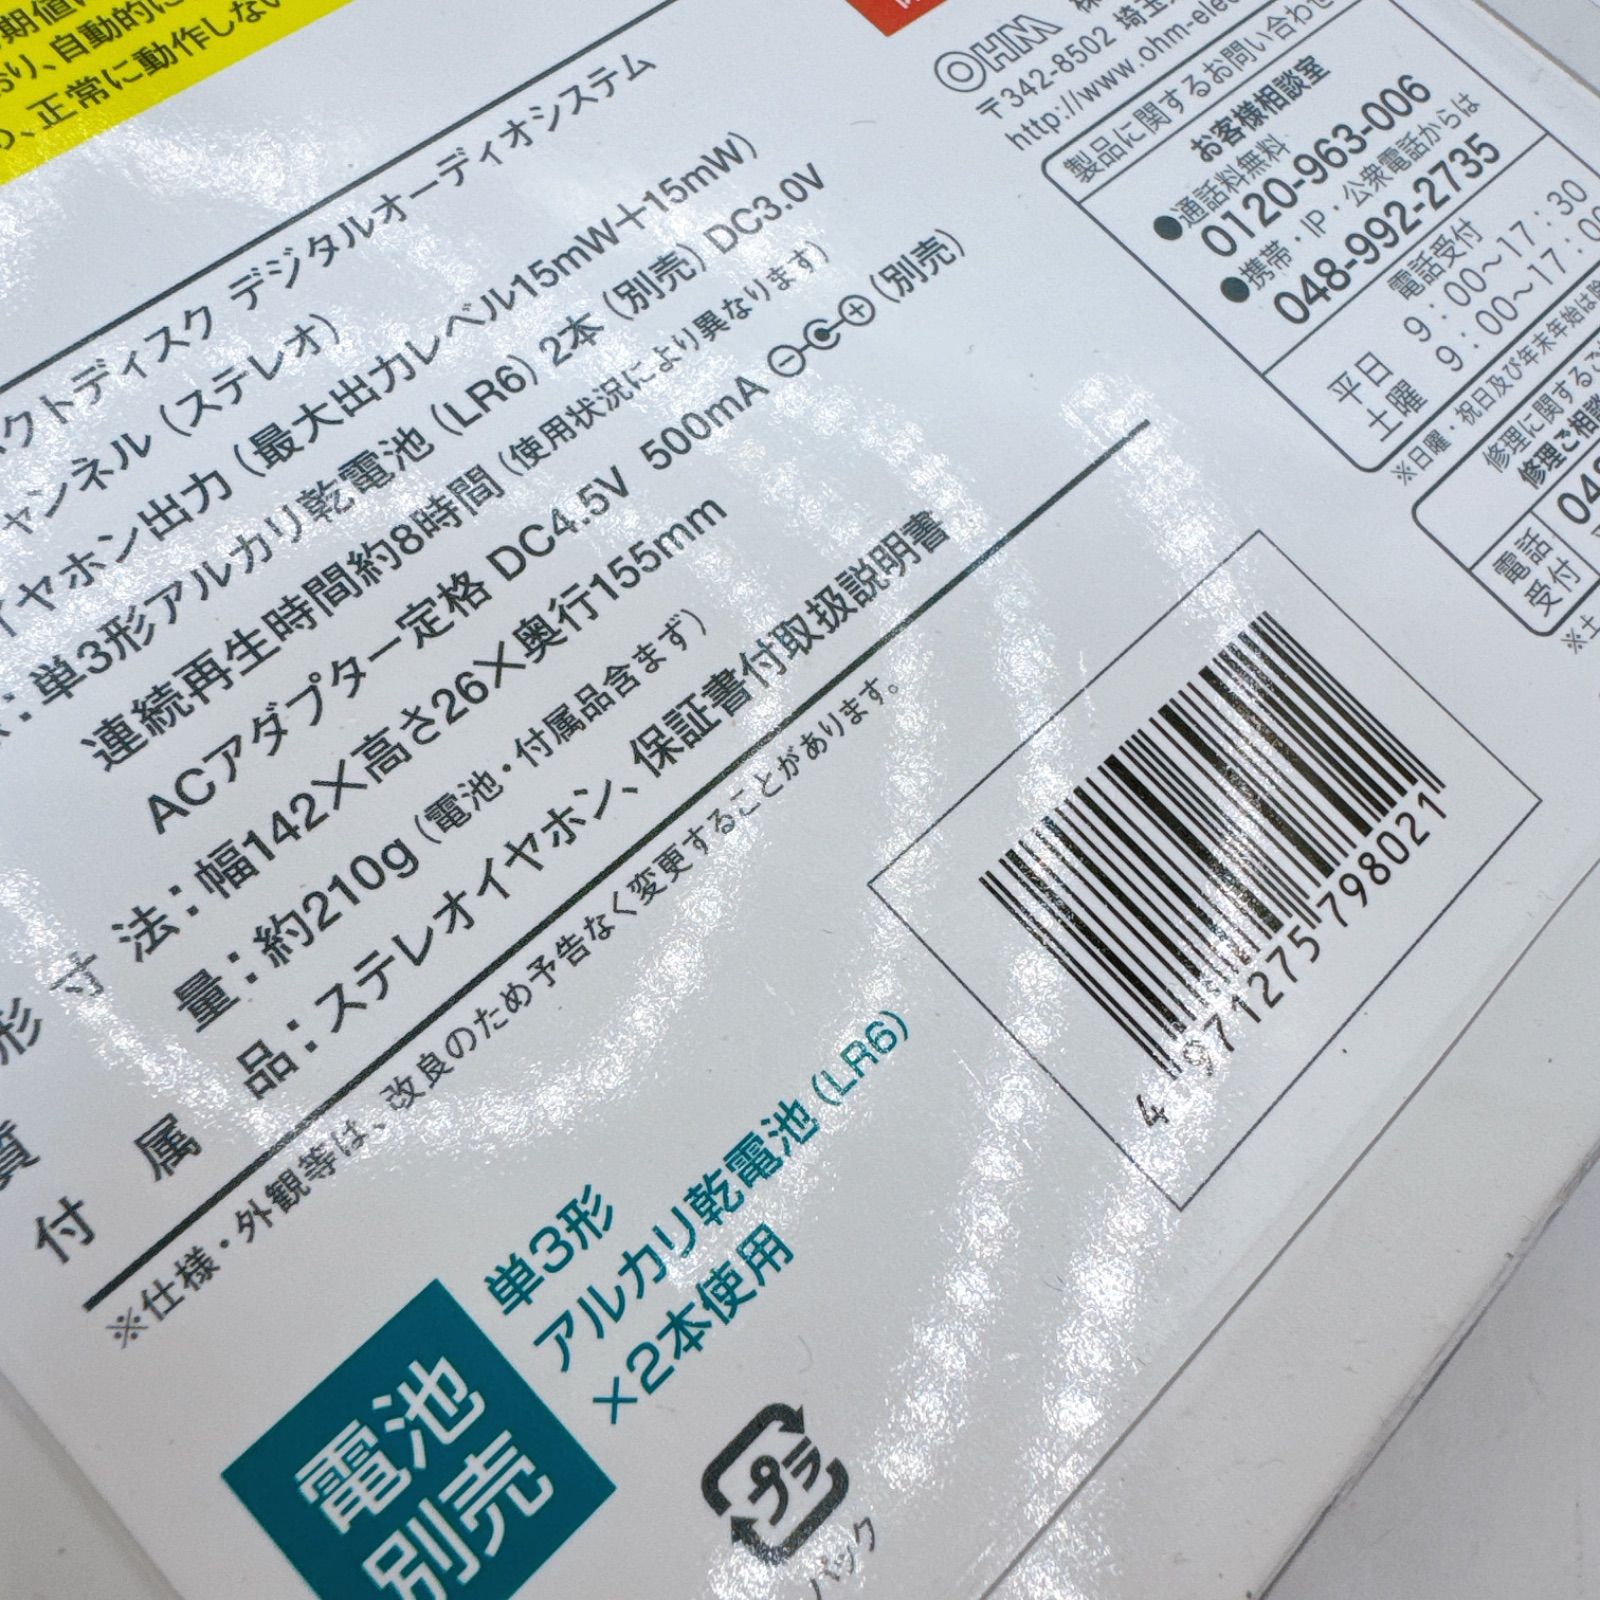 期値に
おり、自動的に
め、正常に動作しない
クトディスク デジタルオーディオシステム
ャンネル（ステレオ）
イヤホン出力（最大出力レベル15mW＋15mW）
：単3形アルカリ乾電池（LR6）2本（別売）DC3.0V
連続再生時間約8時間（使用状況により異なります）
ACアダプター定格 DC4.5V 500mA （別売）
形寸法：幅142×高さ26×奥行155mm
質量：約210g（電池・付属品含まず）
付属品：ステレオイヤホン、保証書付取扱説明書
※仕様・外観等は、改良のため予告なく変更することがあります。
電池
別売
単3形
アルカリ乾電池（LR6）
×2本使用
プラ
パック
OHM 株
〒342-8502 埼玉
http://www.ohm-elec
製品に関するお問い合わせ
お客様相談室
●通話料無料
0120-963-006
●携帯・IP・公衆電話からは
048-992-2735
電話受付
平日 9：00〜17：30
土曜 9：00〜17：00
※日曜・祝日及び年末年始は除
修理に関するご
修理ご相談
048
電話
受付
※土
4 971275 798021